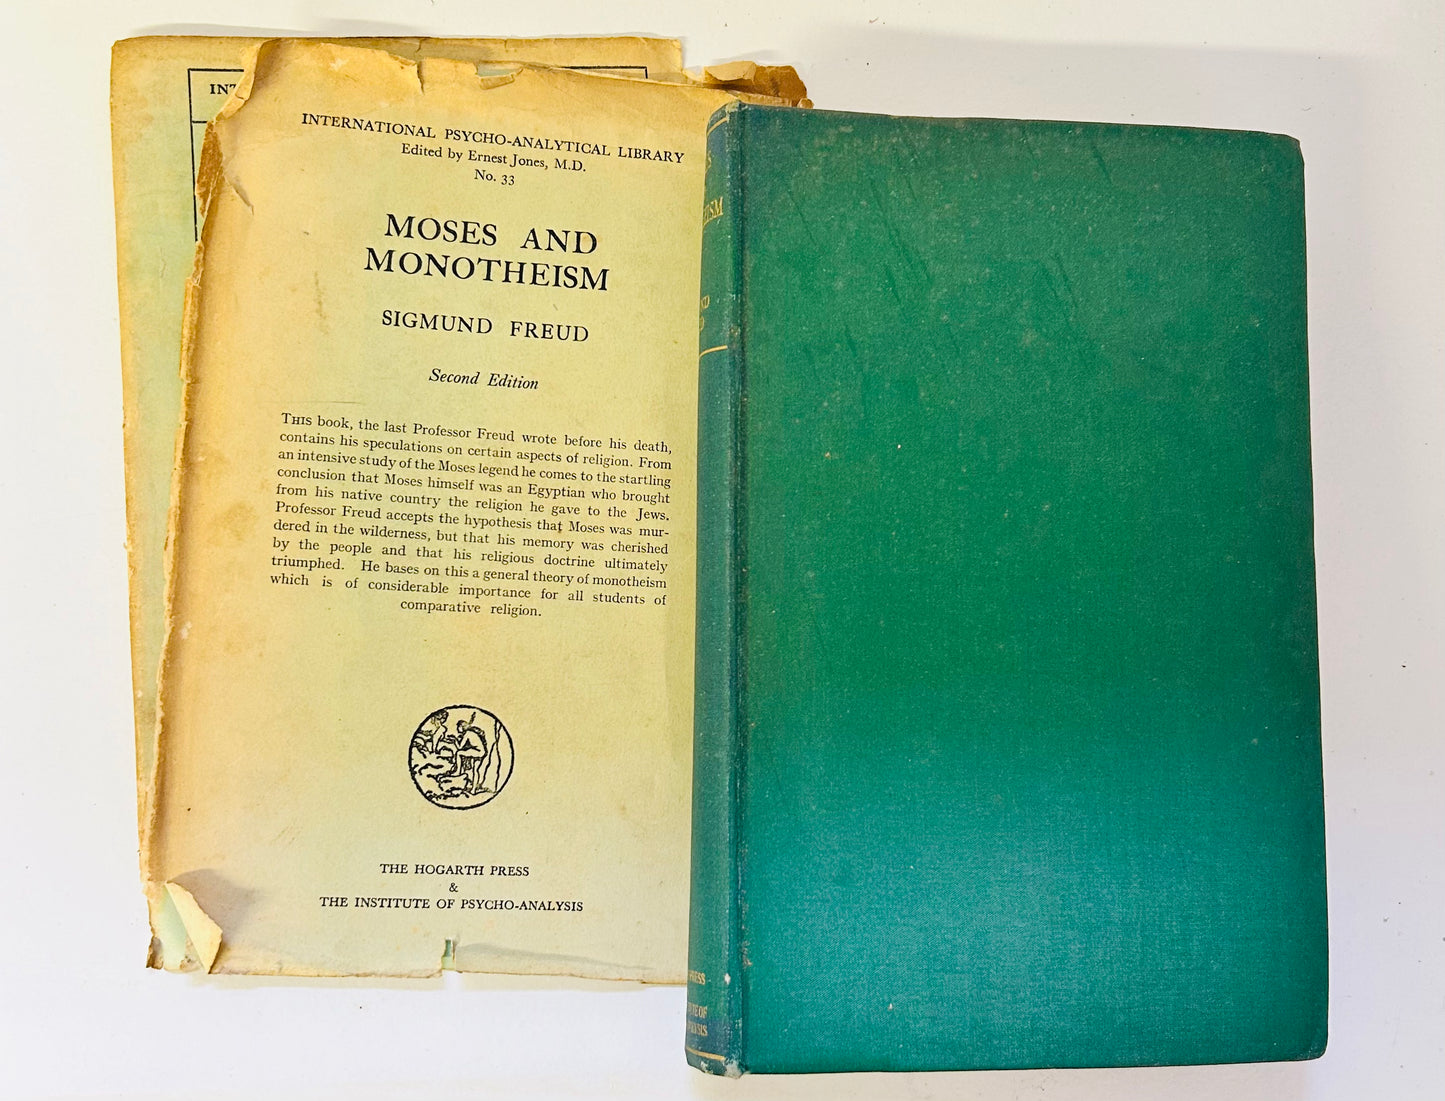 INT
INTERNATIONAL PSYCHO-ANALYTICAL LIBRARY
Edited by Ernest Jones, M.D.
No. 33
MOSES AND
MONOTHEISM
SIGMUND FREUD
Second Edition
THIS book, the last Professor Freud wrote before his death,
contains his speculations on certain aspects of religion. From
an intensive study of the Moses legend he comes to the startling
conclusion that Moses himself was an Egyptian who brought
from his native country the religion he gave to the Jews.
Professor Freud accepts the hypothesis that Moses was mur-
dered in the wilderness, but that his memory was cherished
by the people and that his religious doctrine ultimately
triumphed. He bases on this a general theory of monotheism
which is of considerable importance for all students of
comparative religion.
THE HOGARTH PRESS
&
THE INSTITUTE OF PSYCHO-ANALYSIS